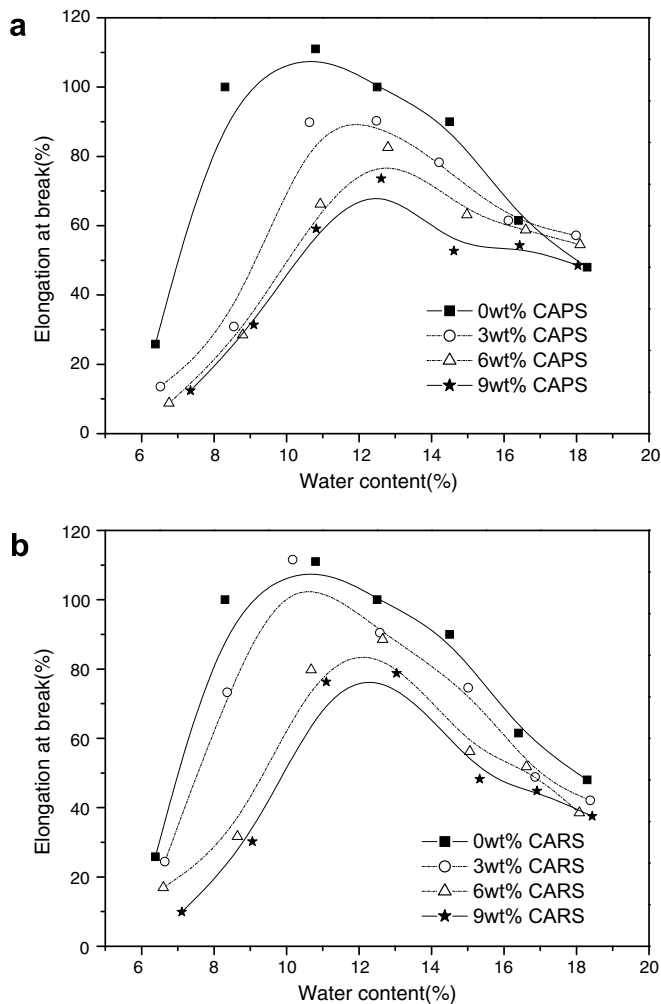 a
120
100
80
60
40
20
0
Elongation at break(%)
0wt% CAPS
3wt% CAPS
6wt% CAPS
9wt% CAPS
6 8 10 12 14 16 18 20
Water content(%)
b
120
100
80
60
40
20
0
Elongation at break(%)
0wt% CARS
3wt% CARS
6wt% CARS
9wt% CARS
6 8 10 12 14 16 18 20
Water content(%)